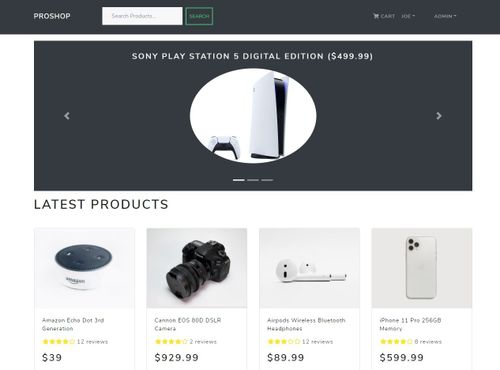 PROSHOP
Search Products...
SEARCH
CART
JOE
ADMIN
SONY PLAY STATION 5 DIGITAL EDITION ($499.99)
LATEST PRODUCTS
amazon
Amazon Echo Dot 3rd
Generation
12 reviews
$39
Cannon EOS 80D DSLR
Camera
2 reviews
$929.99
Airpods Wireless Bluetooth
Headphones
12 reviews
$89.99
iPhone 11 Pro 256GB
Memory
8 reviews
$599.99